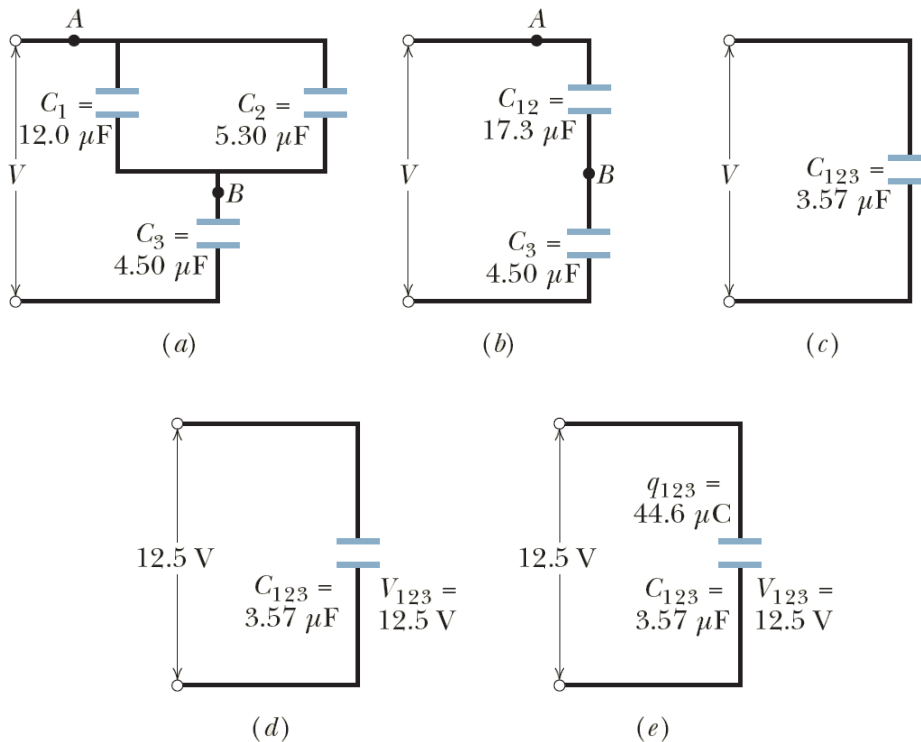 A
C₁ =
12.0 μF
C₂ =
5.30 μF
V
B
C₃ =
4.50 μF
(a)
A
C₁₂ =
17.3 μF
V
B
C₃ =
4.50 μF
(b)
V
C₁₂₃ =
3.57 μF
(c)
12.5 V
C₁₂₃ =
3.57 μF
V₁₂₃ =
12.5 V
(d)
q₁₂₃ =
44.6 μC
12.5 V
C₁₂₃ =
3.57 μF
V₁₂₃ =
12.5 V
(e)